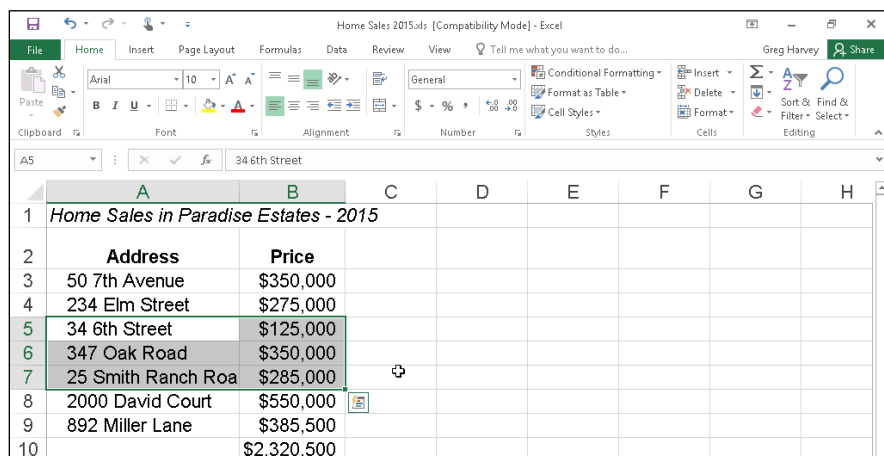 Home Sales 2015.xls [Compatibility Mode] - Excel
File Home Insert Page Layout Formulas Data Review View Tell me what you want to do... Greg Harvey Share
Paste
Arial 10 A A
B I U A
General
$ % , .00 .00
Conditional Formatting
Format as Table
Cell Styles
Insert
Delete
Format
Σ
A Z
Sort & Filter
Find & Select
Clipboard Font Alignment Number Styles Cells Editing
A5 fx 34 6th Street
A B C D E F G H
1 Home Sales in Paradise Estates - 2015
2 Address Price
3 50 7th Avenue $350,000
4 234 Elm Street $275,000
5 34 6th Street $125,000
6 347 Oak Road $350,000
7 25 Smith Ranch Roa $285,000
8 2000 David Court $550,000
9 892 Miller Lane $385,500
10 $2,320,500